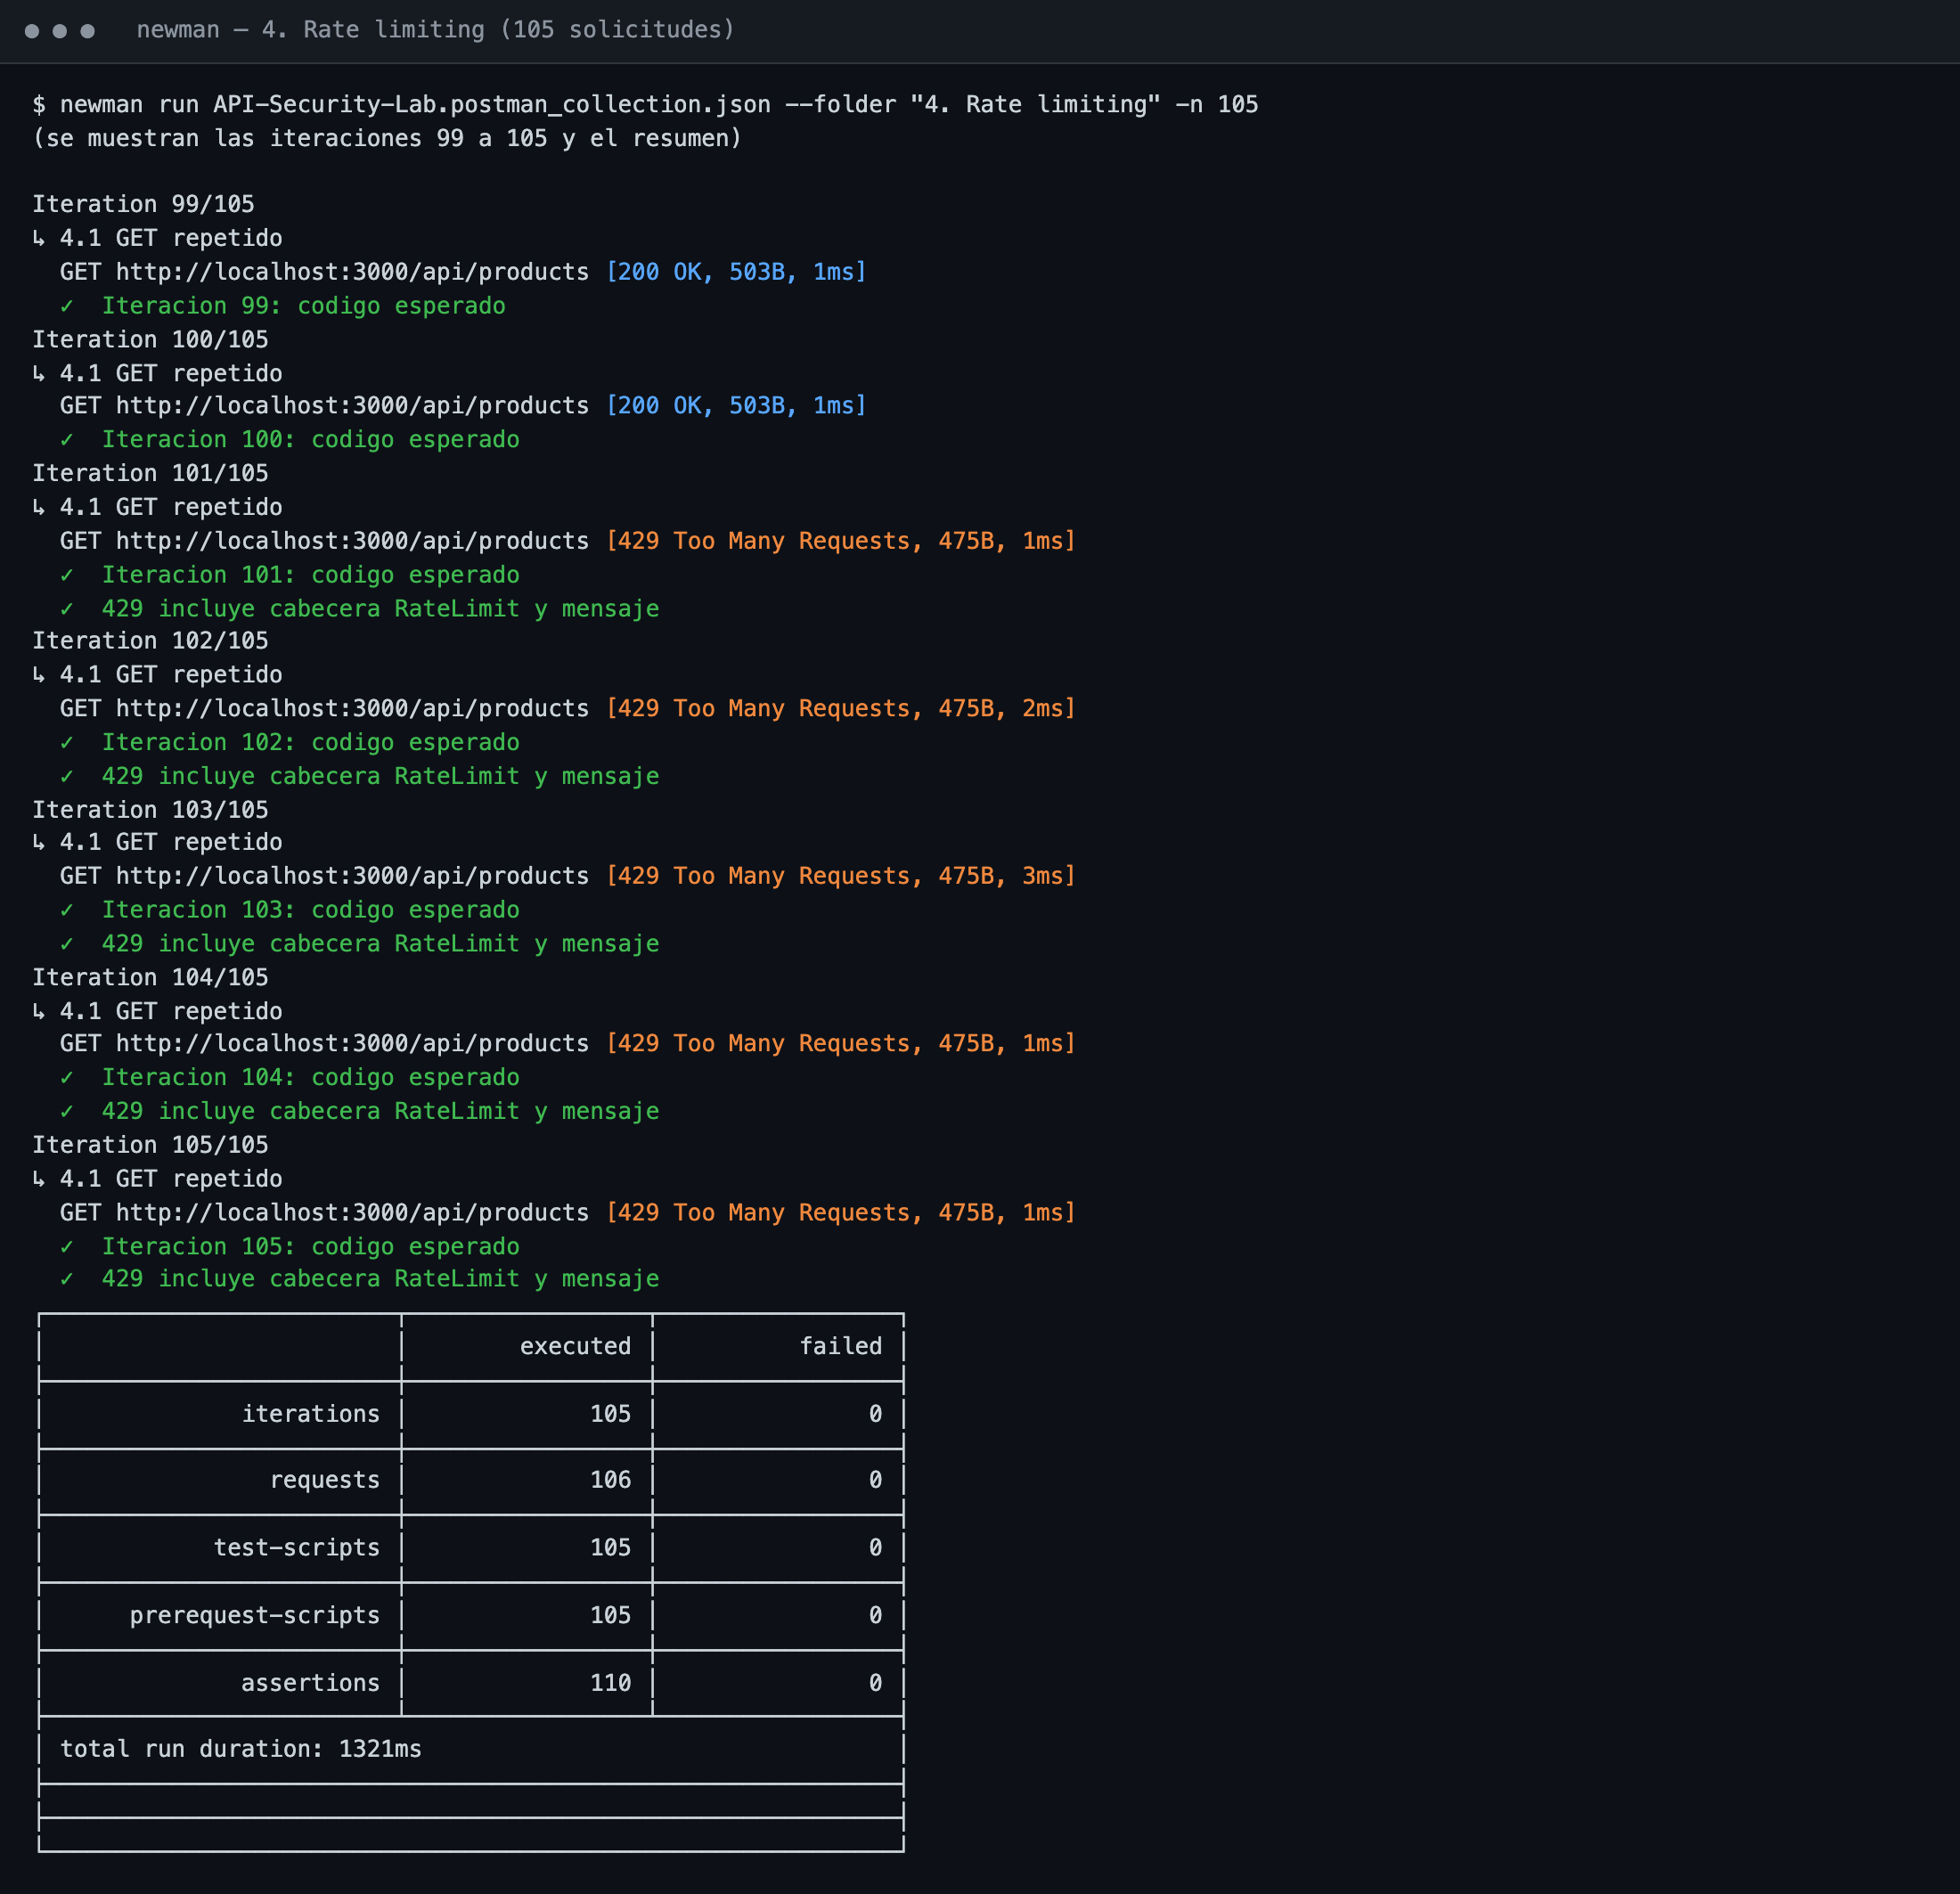 newman — 4. Rate limiting (105 solicitudes)
$ newman run API-Security-Lab.postman_collection.json --folder "4. Rate limiting" -n 105
(se muestran las iteraciones 99 a 105 y el resumen)
Iteration 99/105
↳ 4.1 GET repetido
GET http://localhost:3000/api/products [200 OK, 503B, 1ms]
✓ Iteracion 99: codigo esperado
Iteration 100/105
↳ 4.1 GET repetido
GET http://localhost:3000/api/products [200 OK, 503B, 1ms]
✓ Iteracion 100: codigo esperado
Iteration 101/105
↳ 4.1 GET repetido
GET http://localhost:3000/api/products [429 Too Many Requests, 475B, 1ms]
✓ Iteracion 101: codigo esperado
✓ 429 incluye cabecera RateLimit y mensaje
Iteration 102/105
↳ 4.1 GET repetido
GET http://localhost:3000/api/products [429 Too Many Requests, 475B, 2ms]
✓ Iteracion 102: codigo esperado
✓ 429 incluye cabecera RateLimit y mensaje
Iteration 103/105
↳ 4.1 GET repetido
GET http://localhost:3000/api/products [429 Too Many Requests, 475B, 3ms]
✓ Iteracion 103: codigo esperado
✓ 429 incluye cabecera RateLimit y mensaje
Iteration 104/105
↳ 4.1 GET repetido
GET http://localhost:3000/api/products [429 Too Many Requests, 475B, 1ms]
✓ Iteracion 104: codigo esperado
✓ 429 incluye cabecera RateLimit y mensaje
Iteration 105/105
↳ 4.1 GET repetido
GET http://localhost:3000/api/products [429 Too Many Requests, 475B, 1ms]
✓ Iteracion 105: codigo esperado
✓ 429 incluye cabecera RateLimit y mensaje
executed failed
iterations 105 0
requests 106 0
test-scripts 105 0
prerequest-scripts 105 0
assertions 110 0
total run duration: 1321ms